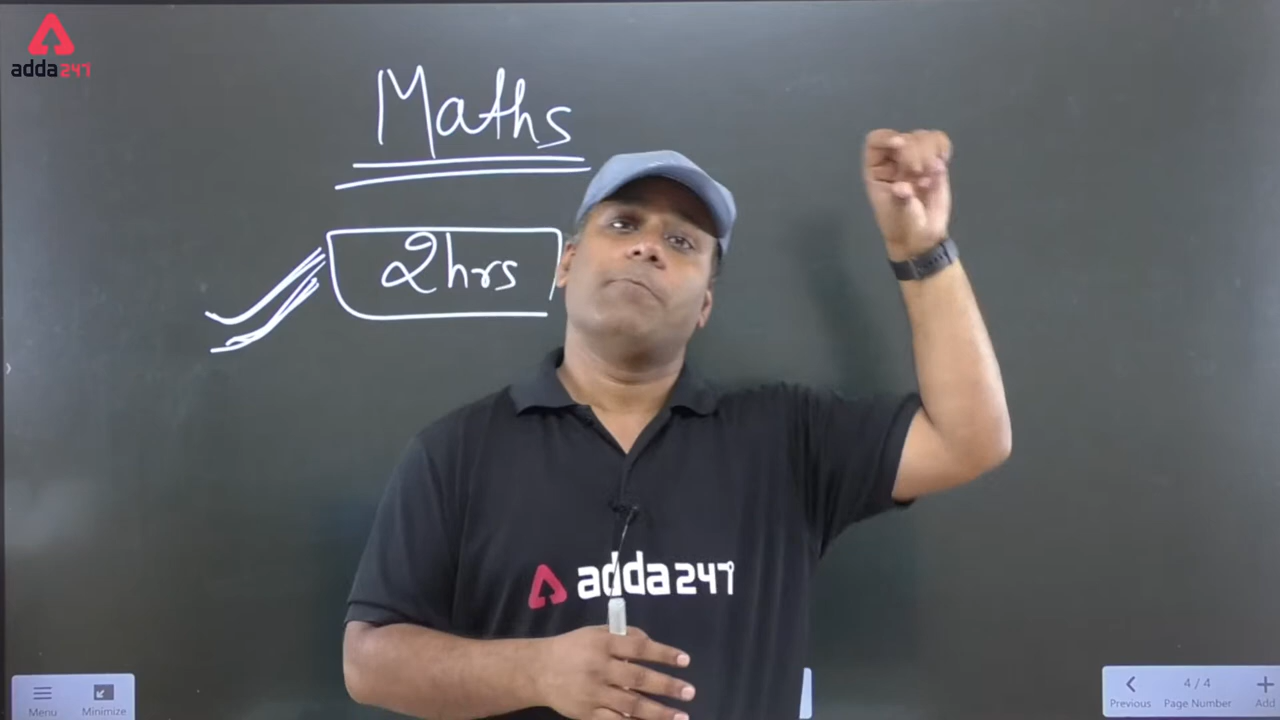 adda247
Maths
2hrs
adda247
Menu
Minimize
Previous
4 / 4
Page Number
Add